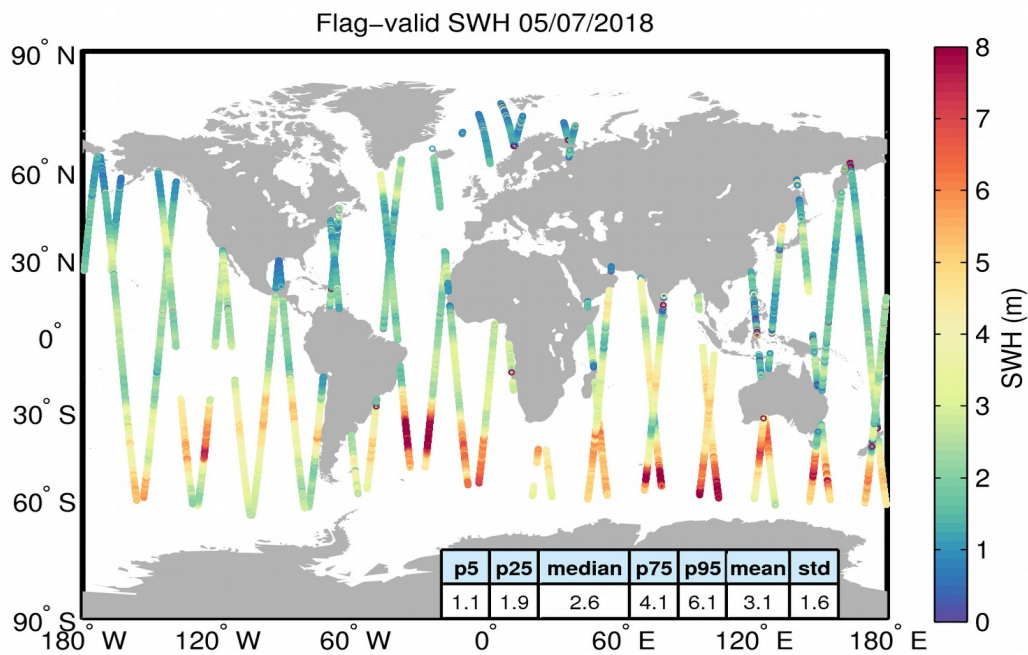 Flag−valid SWH 05/07/2018
90° N
60° N
30° N
0°
30° S
60° S
90° S
180° W
120° W
60° W
0°
60° E
120° E
180° E
p5 p25 median p75 p95 mean std
1.1 1.9 2.6 4.1 6.1 3.1 1.6
8
7
6
5
4
3
2
1
0
SWH (m)